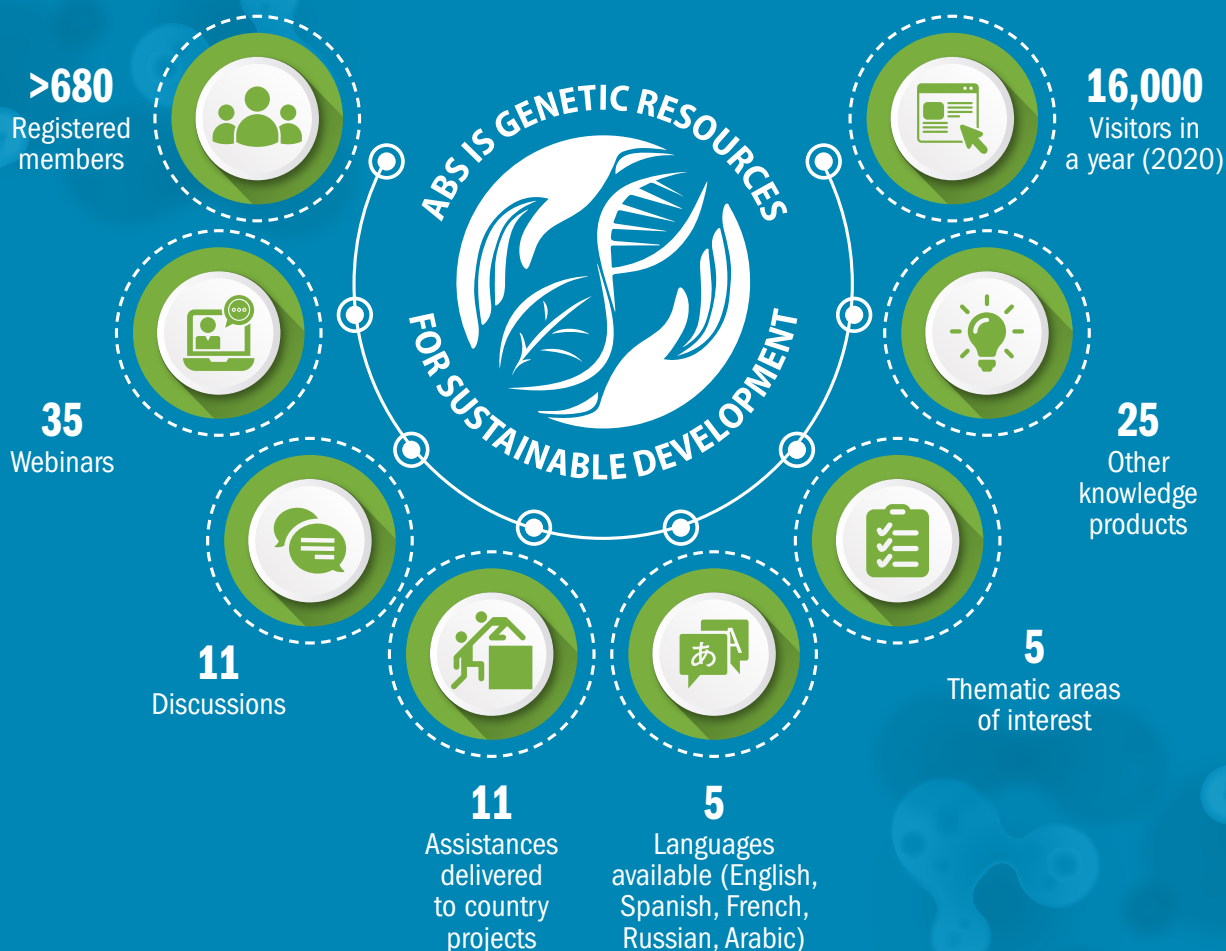 ABS IS GENETIC RESOURCES
FOR SUSTAINABLE DEVELOPMENT
>680
Registered
members
35
Webinars
11
Discussions
11
Assistances
delivered
to country
projects
5
Languages
available (English,
Spanish, French,
Russian, Arabic)
あ
A
5
Thematic areas
of interest
25
Other
knowledge
products
16,000
Visitors in
a year (2020)